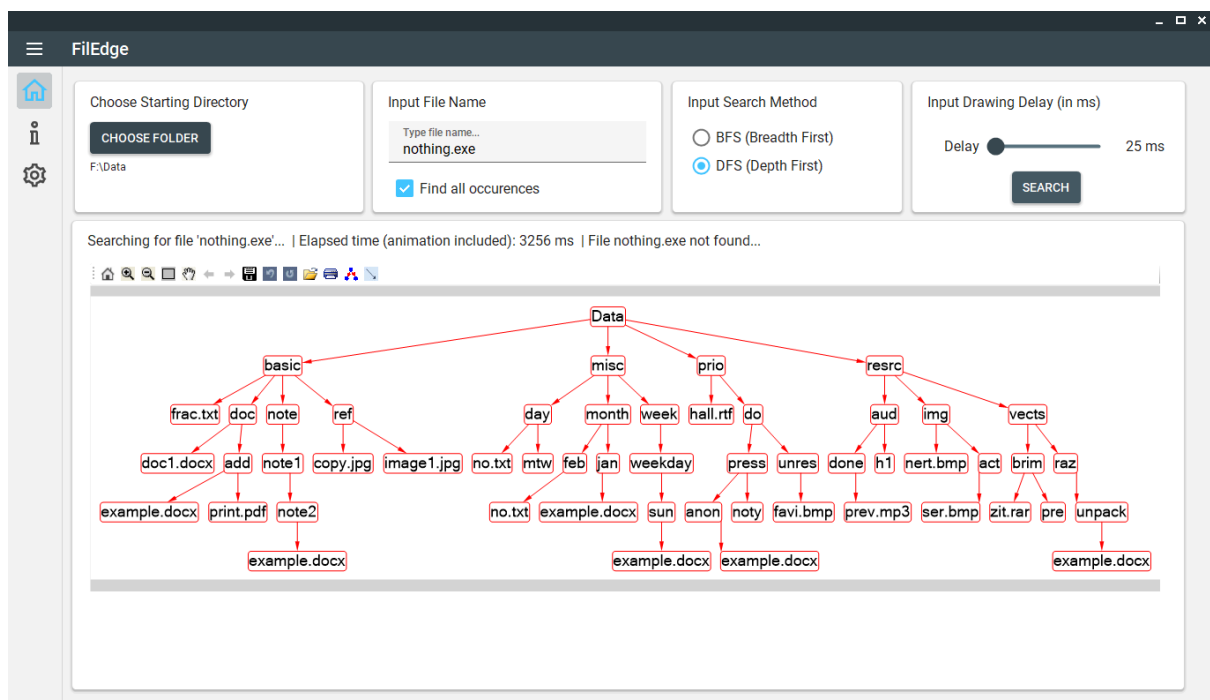 FilEdge
Choose Starting Directory
CHOOSE FOLDER
F:\Data
Input File Name
Type file name...
nothing.exe
Find all occurences
Input Search Method
BFS (Breadth First)
DFS (Depth First)
Input Drawing Delay (in ms)
Delay 25 ms
SEARCH
Searching for file 'nothing.exe'... | Elapsed time (animation included): 3256 ms | File nothing.exe not found...
Data
basic misc prio resrc
frac.txt doc note ref day month week hall.rtf do aud img vects
doc1.docx add note1 copy.jpg image1.jpg no.txt mtw feb jan weekday press unres done h1 nert.bmp act brim raz
example.docx print.pdf note2 no.txt example.docx sun anon noty favi.bmp prev.mp3 ser.bmp zit.rar pre unpack
example.docx example.docx example.docx example.docx